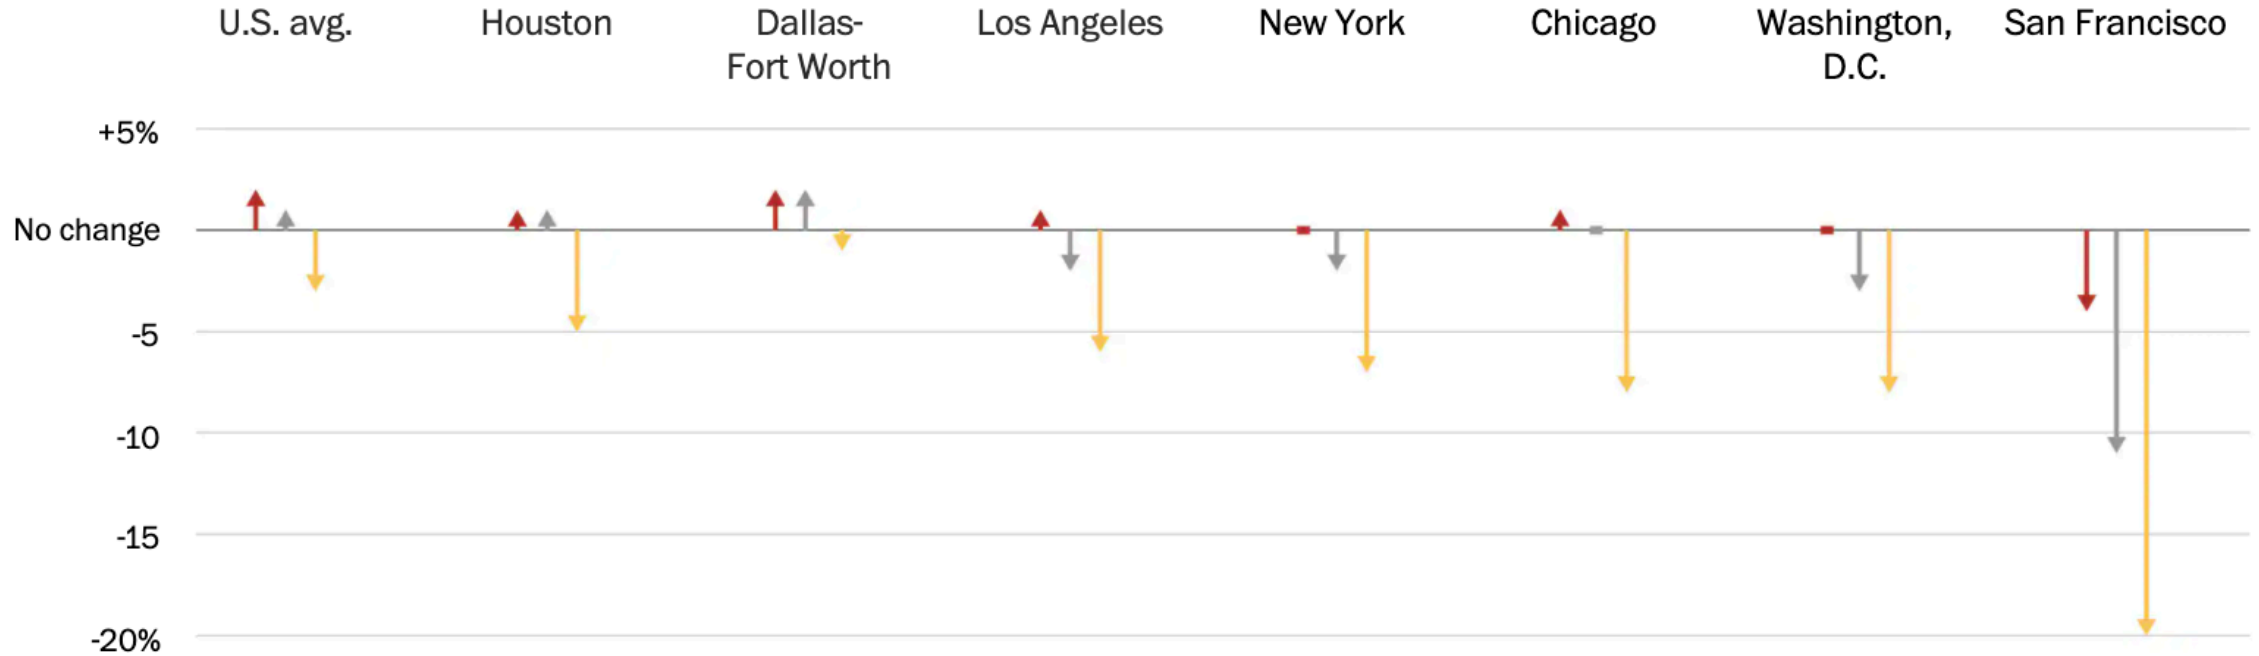 U.S. avg.
Houston
Dallas-
Fort Worth
Los Angeles
New York
Chicago
Washington,
D.C.
San Francisco
+5%
No change
-5
-10
-15
-20%